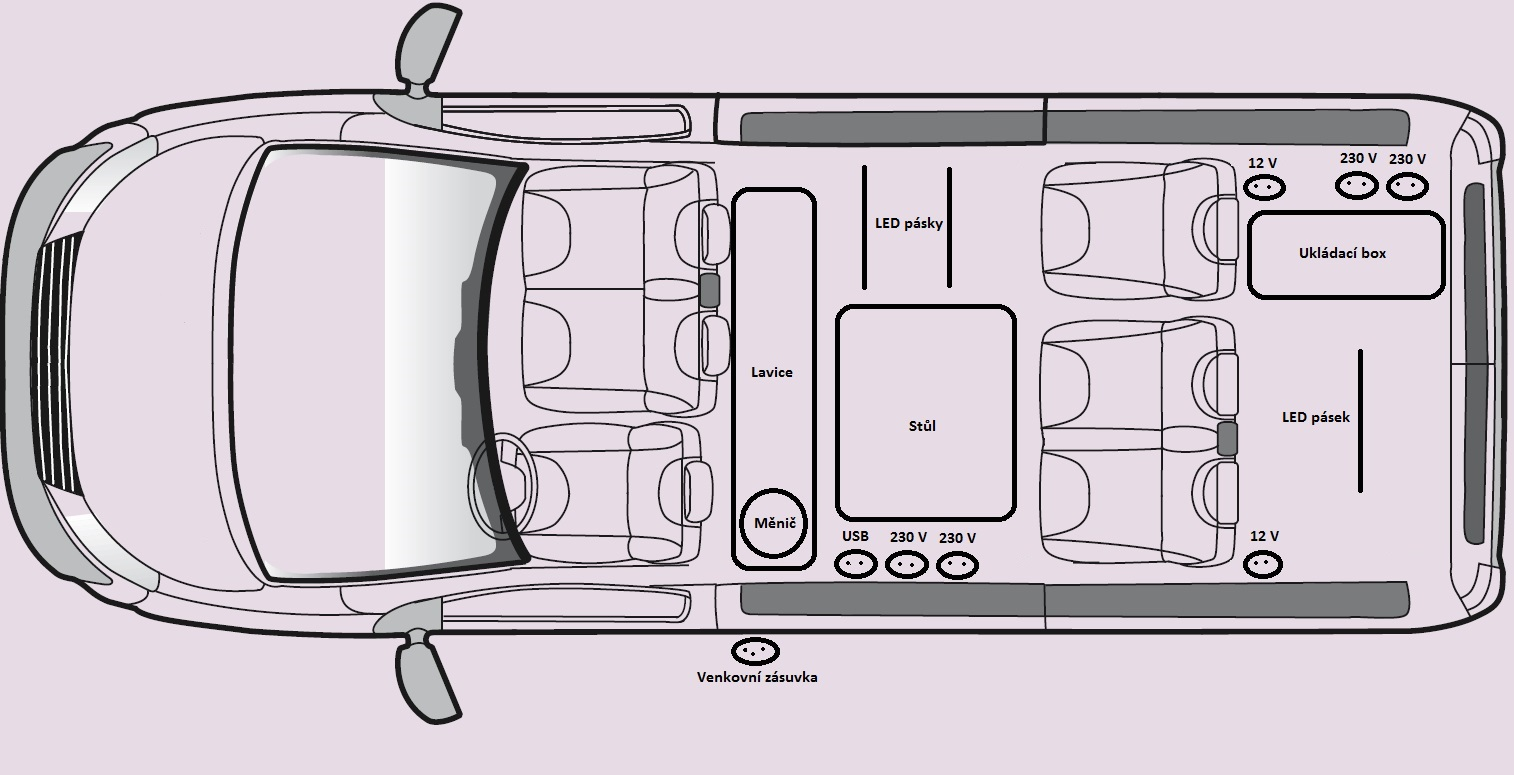 12 V
230 V
230 V
LED pásky
Ukládací box
Lavice
Stůl
LED pásek
Měnič
USB
230 V
230 V
12 V
Venkovní zásuvka